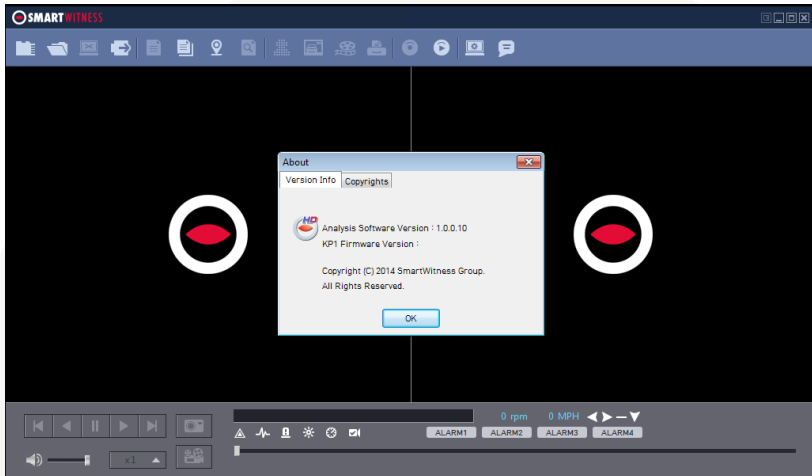 SMARTWITNESS
About
Version Info Copyrights
HD
Analysis Software Version : 1.0.0.10
KP1 Firmware Version :
Copyright (C) 2014 SmartWitness Group.
All Rights Reserved.
OK
0 rpm 0 MPH
ALARM1 ALARM2 ALARM3 ALARM4
x1